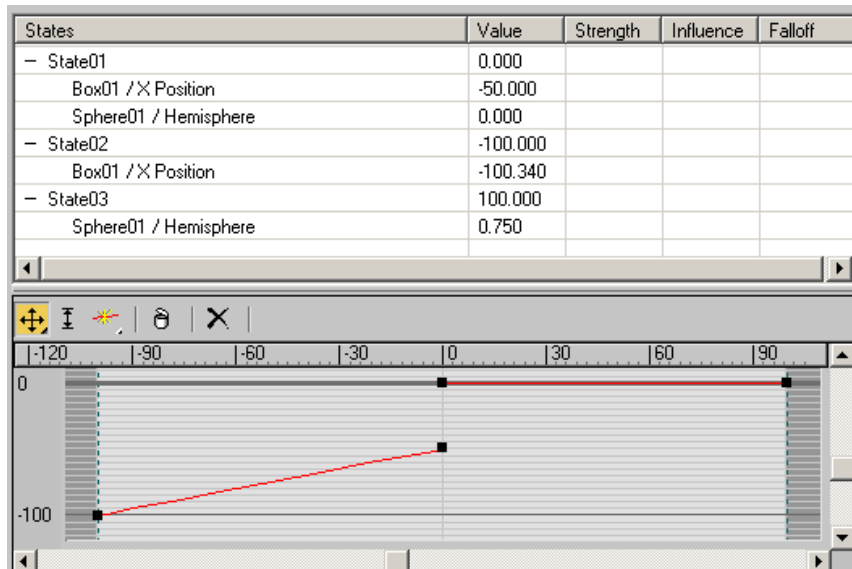 States Value Strength Influence Falloff
− State01 0.000
Box01 / X Position -50.000
Sphere01 / Hemisphere 0.000
− State02 -100.000
Box01 / X Position -100.340
− State03 100.000
Sphere01 / Hemisphere 0.750
-120 -90 -60 -30 0 30 60 90
0
-100